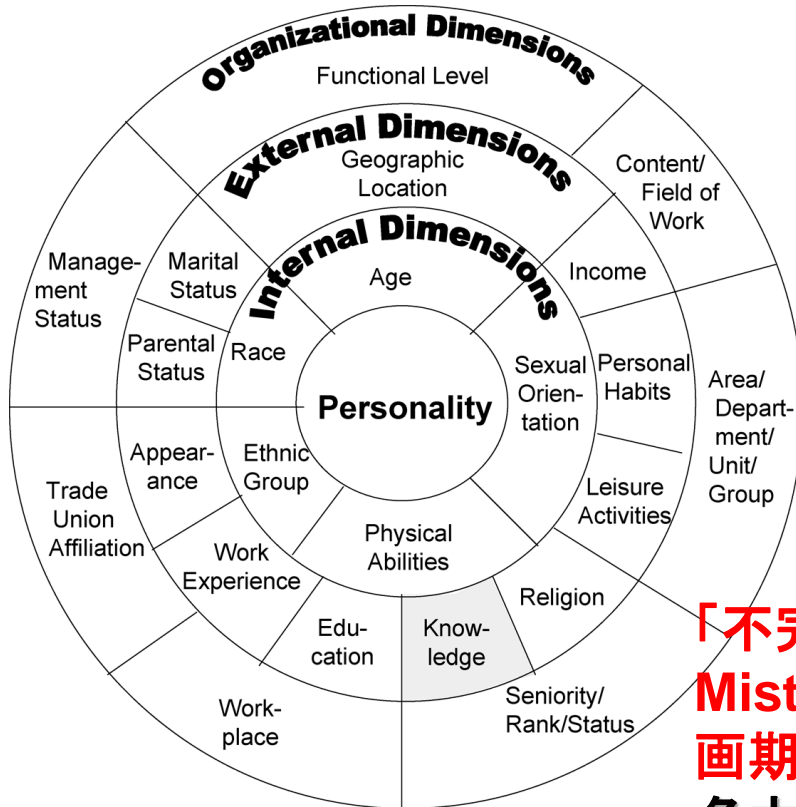 Organizational Dimensions
Functional Level
External Dimensions
Geographic
Location
Internal Dimensions
Age
Content/
Field of
Work
Income
Marital
Status
Manage-
ment
Status
Parental
Status
Race
Personality
Sexual
Orien-
tation
Personal
Habits
Area/
Depart-
ment/
Unit/
Group
Appear-
ance
Ethnic
Group
Trade
Union
Affiliation
Leisure
Activities
Physical
Abilities
Work
Experience
Religion
Edu-
cation
Know-
ledge
Seniority/
Rank/Status
Work-
place
「不完
Mist
画期